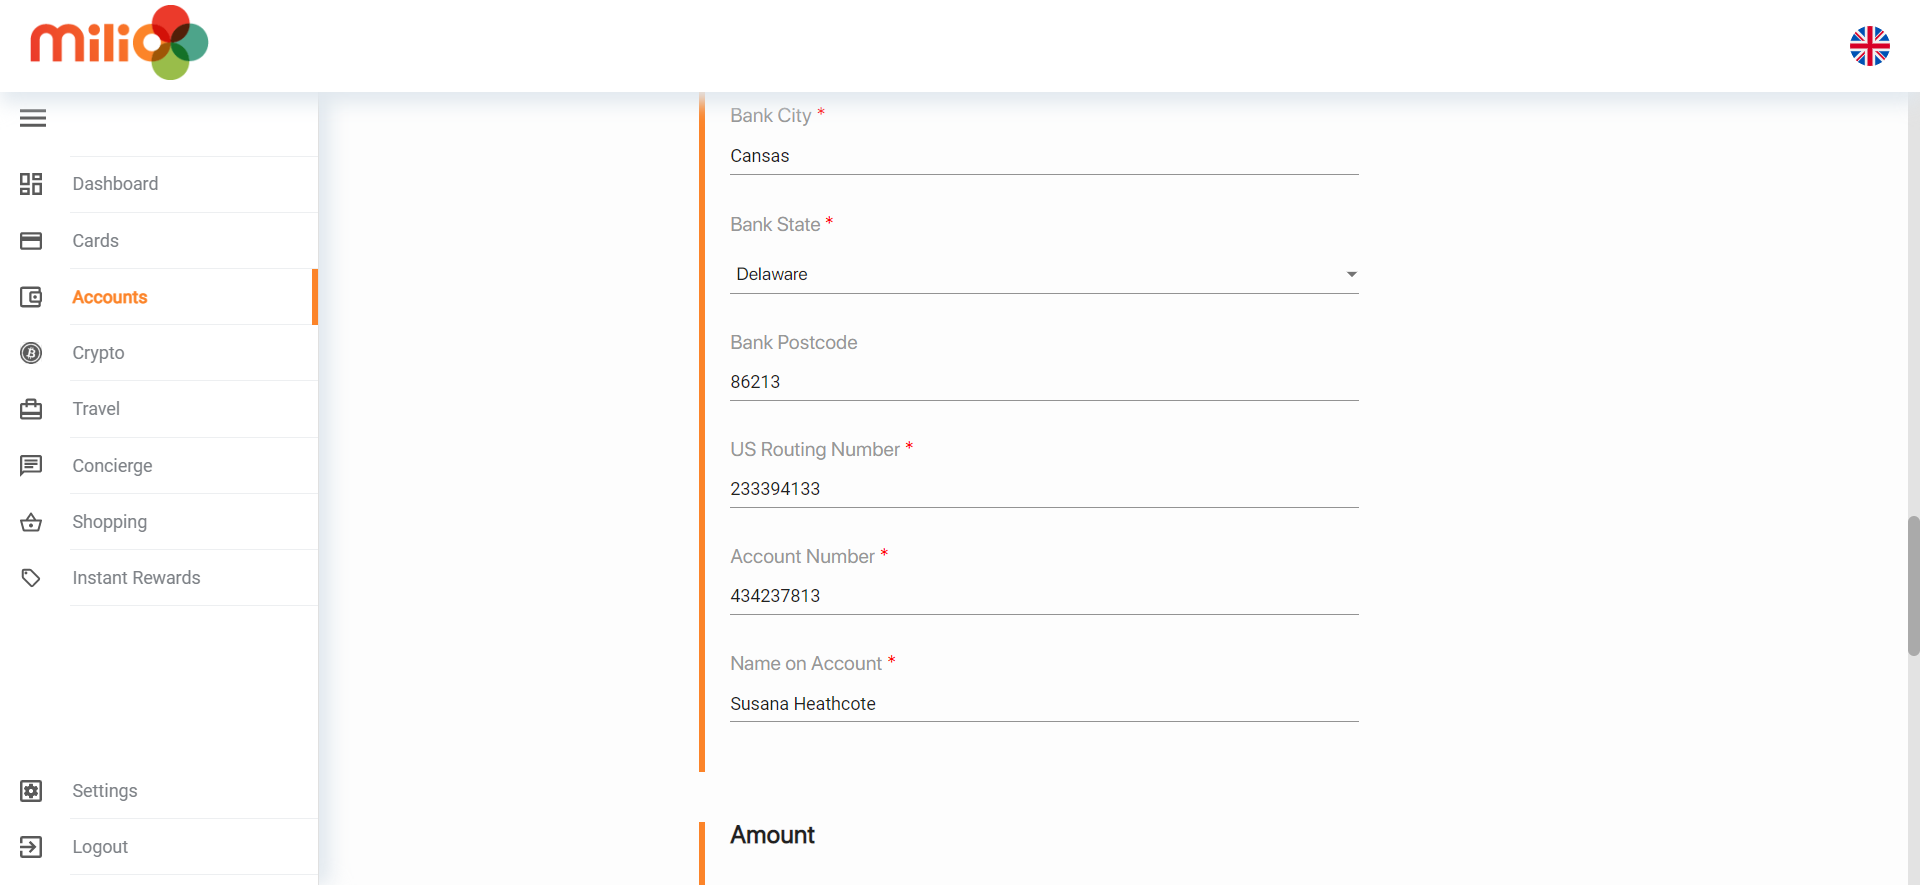 milio
Dashboard
Cards
Accounts
Crypto
Travel
Concierge
Shopping
Instant Rewards
Settings
Logout
Bank City *
Cansas
Bank State *
Delaware
Bank Postcode
86213
US Routing Number *
233394133
Account Number *
434237813
Name on Account *
Susana Heathcote
Amount